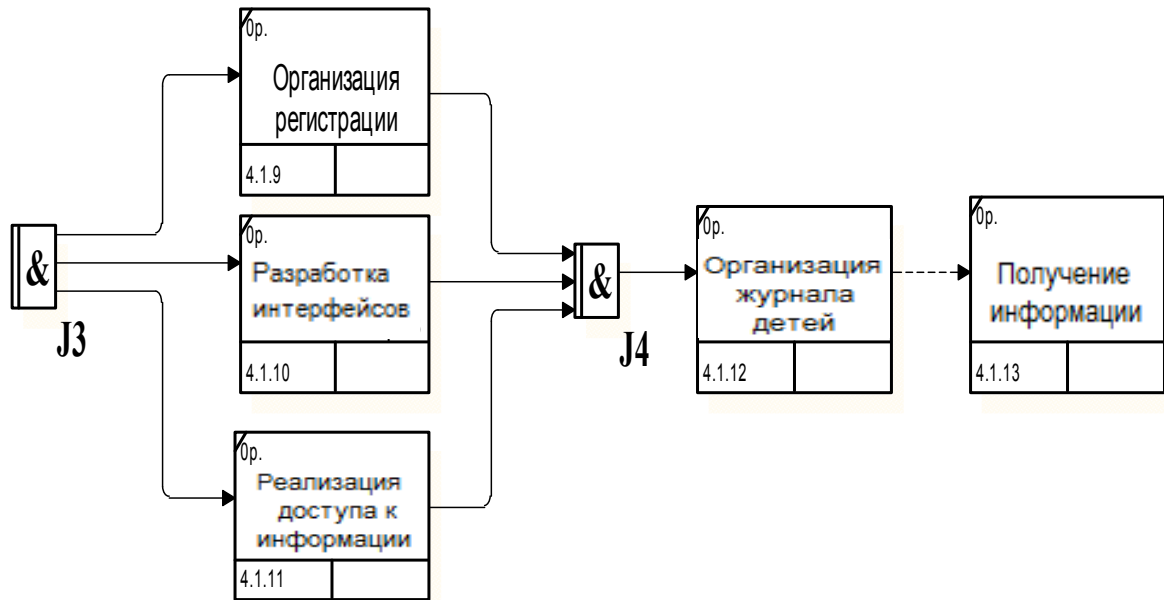 0р.
Организация
регистрации
4.1.9
&
J3
0р.
Разработка
интерфейсов
4.1.10
0р.
Реализация
доступа к
информации
4.1.11
&
J4
0р.
Организация
журнала
детей
4.1.12
0р.
Получение
информации
4.1.13